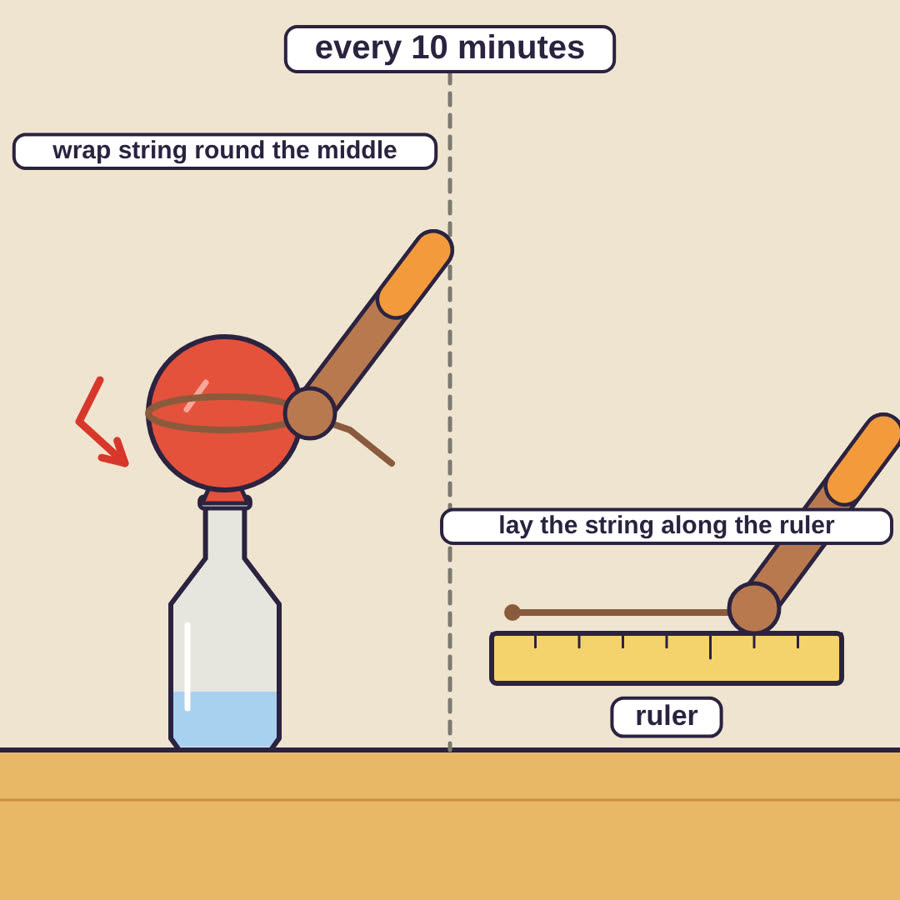 every 10 minutes
wrap string round the middle
lay the string along the ruler
ruler